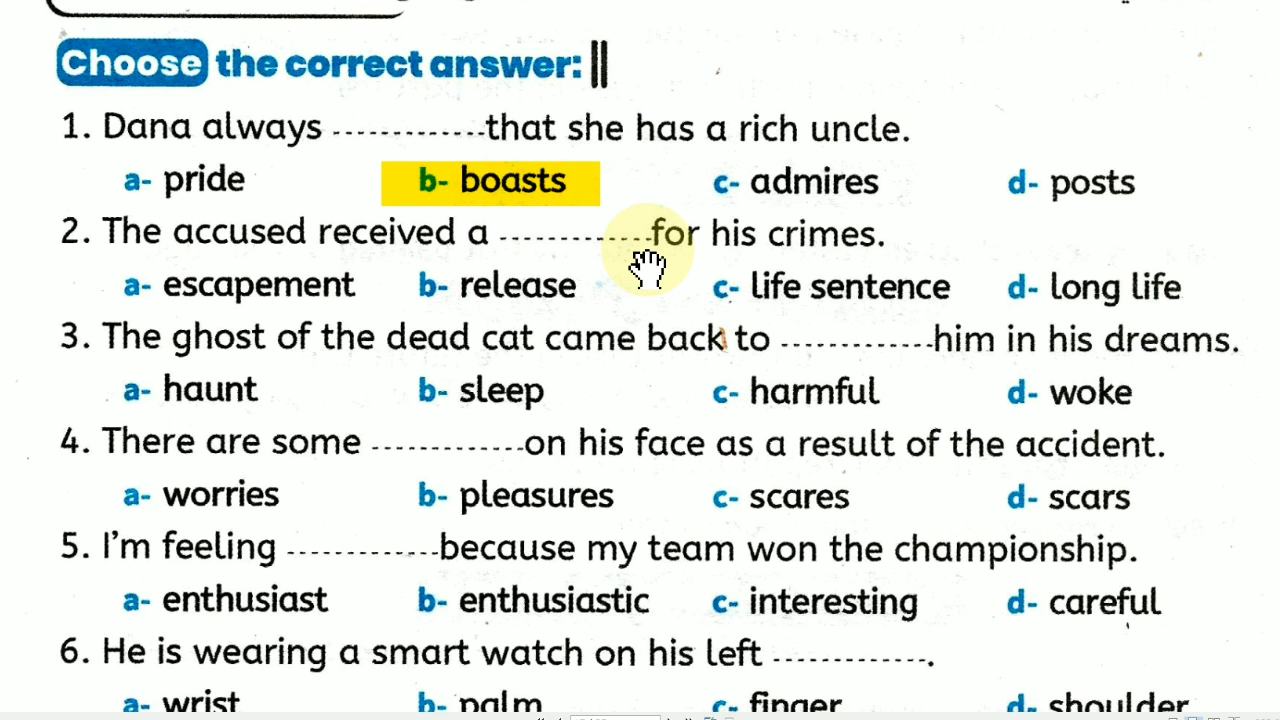 Choose the correct answer:
1. Dana always .............that she has a rich uncle.
a- pride b- boasts c- admires d- posts
2. The accused received a .............for his crimes.
a- escapement b- release c- life sentence d- long life
3. The ghost of the dead cat came back to .............him in his dreams.
a- haunt b- sleep c- harmful d- woke
4. There are some .............on his face as a result of the accident.
a- worries b- pleasures c- scares d- scars
5. I'm feeling .............because my team won the championship.
a- enthusiast b- enthusiastic c- interesting d- careful
6. He is wearing a smart watch on his left .............
a- wrist b- palm c- finger d- shoulder